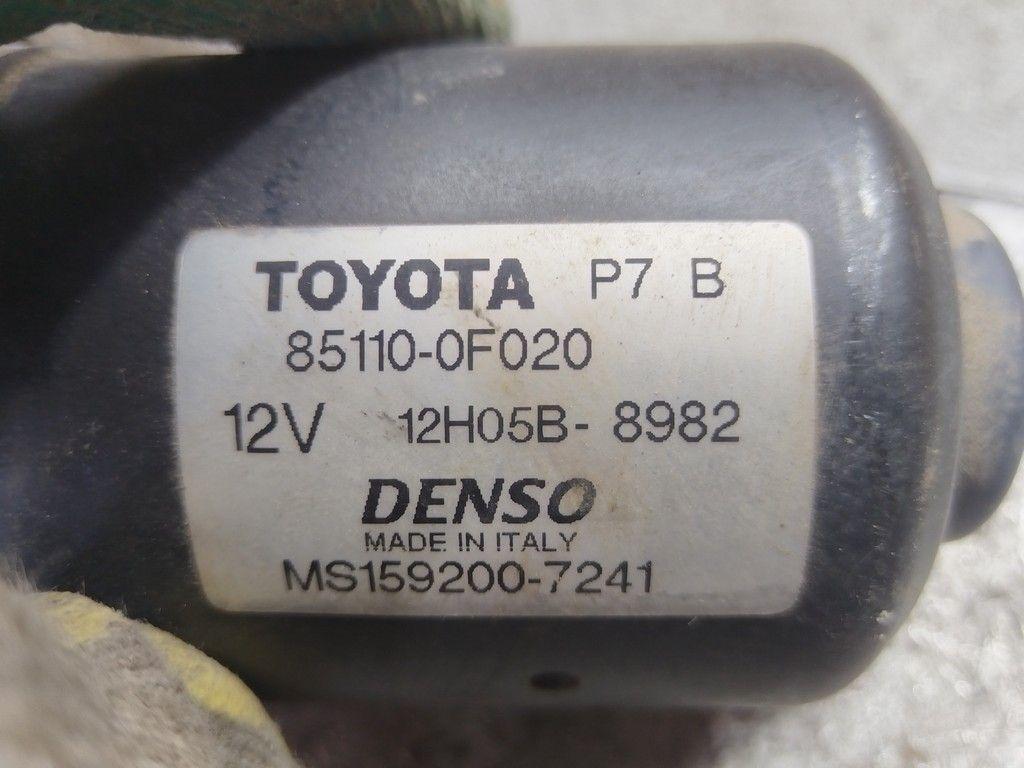 TOYOTA P7 B
85110-0F020
12V 12H05B- 8982
DENSO
MADE IN ITALY
MS159200-7241